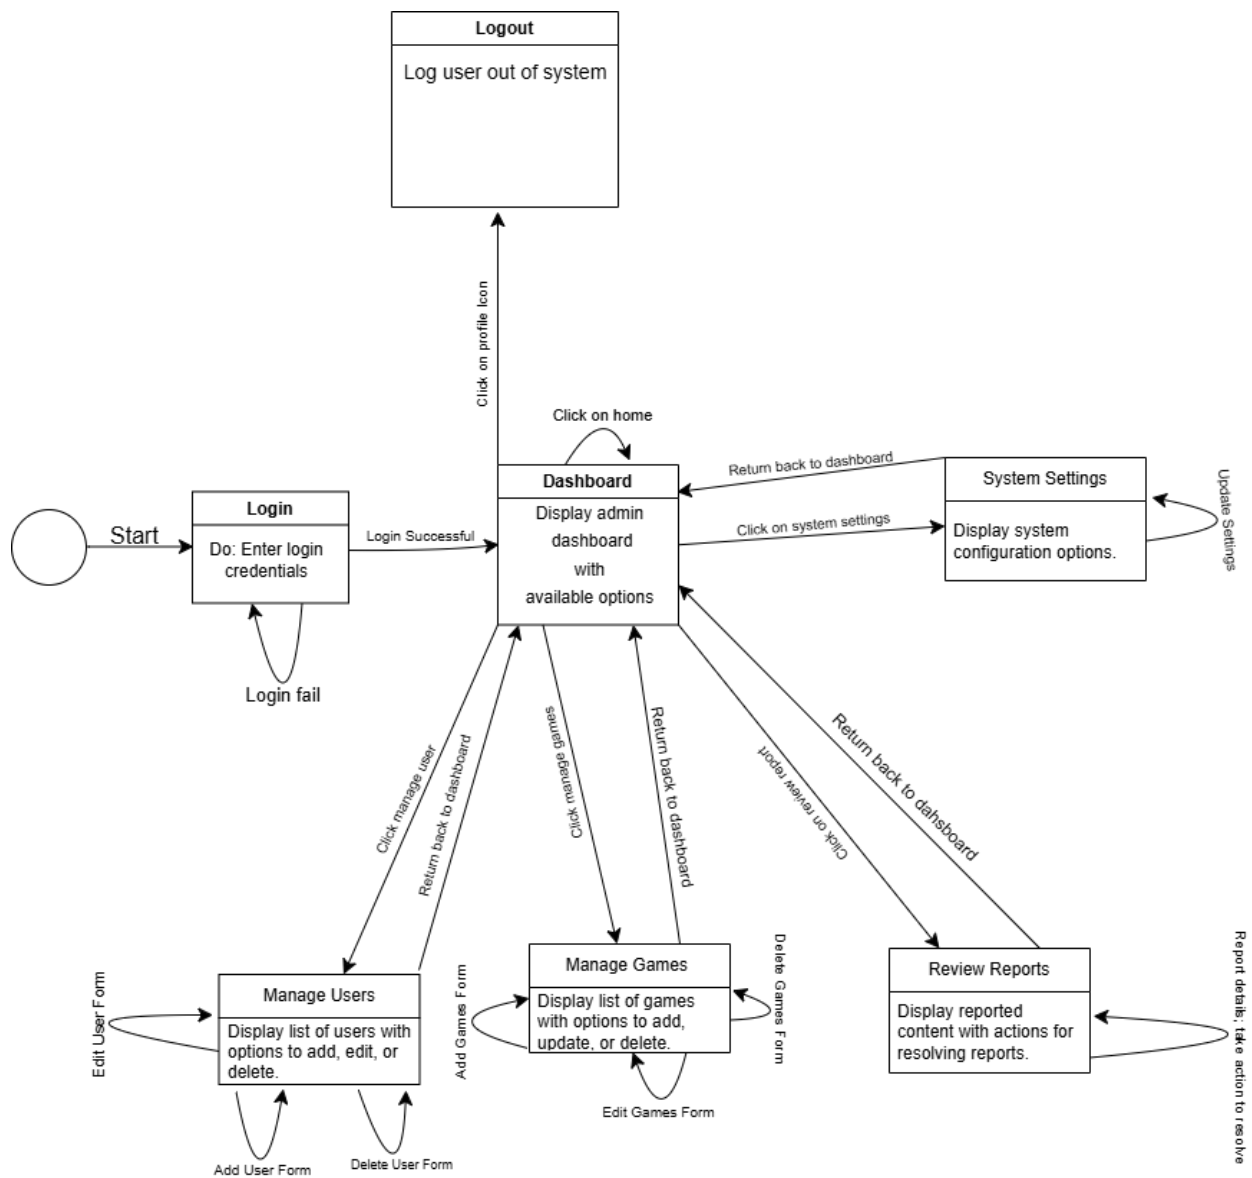 Logout
Log user out of system
Click on profile Icon
Click on home
Dashboard
Display admin
dashboard
with
available options
Return back to dashboard
Click on system settings
System Settings
Display system
configuration options.
Update Settings
Start
Login
Do: Enter login
credentials
Login Successful
Login fail
Click manage user
Return back to dashboard
Click manage games
Return back to dashboard
Click on review report
Return back to dahsboard
Edit User Form
Manage Users
Display list of users with
options to add, edit, or
delete.
Add User Form
Delete User Form
Add Games Form
Manage Games
Display list of games
with options to add,
update, or delete.
Delete Games Form
Edit Games Form
Review Reports
Display reported
content with actions for
resolving reports.
Report details; take action to resolve